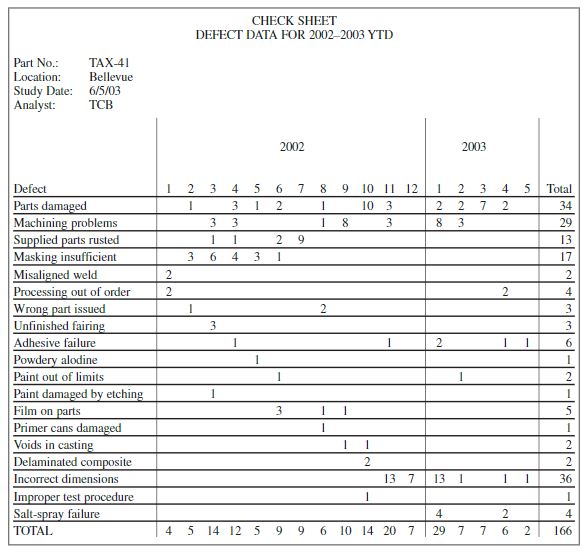 CHECK SHEET
DEFECT DATA FOR 2002–2003 YTD
Part No.: TAX-41
Location: Bellevue
Study Date: 6/5/03
Analyst: TCB
2002 2003
Defect 1 2 3 4 5 6 7 8 9 10 11 12 1 2 3 4 5 Total
Parts damaged 1 3 1 2 1 10 3 2 2 7 2 34
Machining problems 3 3 1 8 3 8 3 29
Supplied parts rusted 1 1 2 9 13
Masking insufficient 3 6 4 3 1 17
Misaligned weld 2 2
Processing out of order 2 2 4
Wrong part issued 1 2 3
Unfinished fairing 3 3
Adhesive failure 1 1 2 1 1 6
Powdery alodine 1 1
Paint out of limits 1 1 2
Paint damaged by etching 1 1
Film on parts 3 1 1 5
Primer cans damaged 1 1
Voids in casting 1 1 2
Delaminated composite 2 2
Incorrect dimensions 13 7 13 1 1 1 36
Improper test procedure 1 1
Salt-spray failure 4 2 4
TOTAL 4 5 14 12 5 9 9 6 10 14 20 7 29 7 7 6 2 166